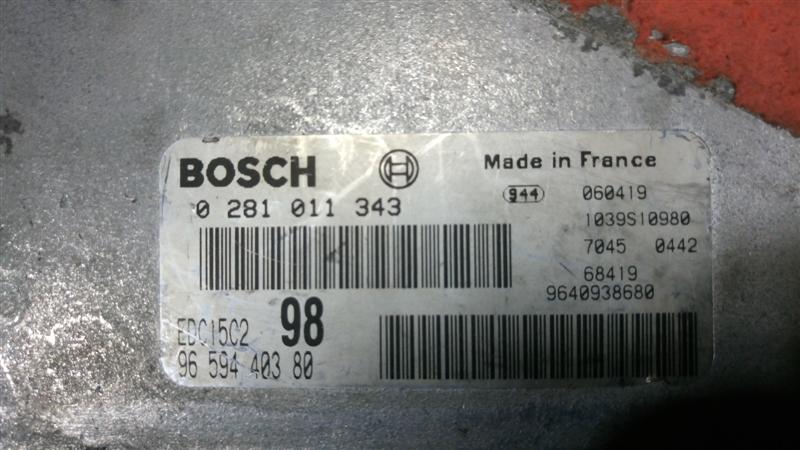 BOSCH
Made in France
0 281 011 343
944 060419
1039S10980
7045 0442
68419
9640938680
EDC15C2 98
96 594 403 80